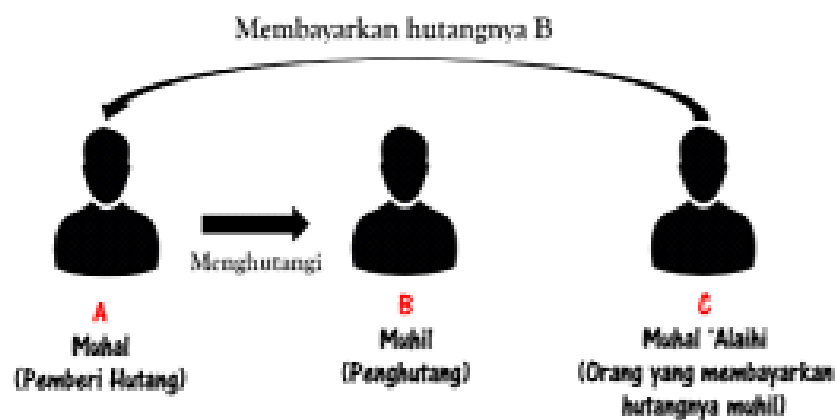 Membayarkan hutangnya B
Menghutangi
A
Muhal
(Pemberi Hutang)
B
Muhil
(Penghutang)
C
Muhal 'Alaihi
(Orang yang membayarkan
hutangnya muhil)